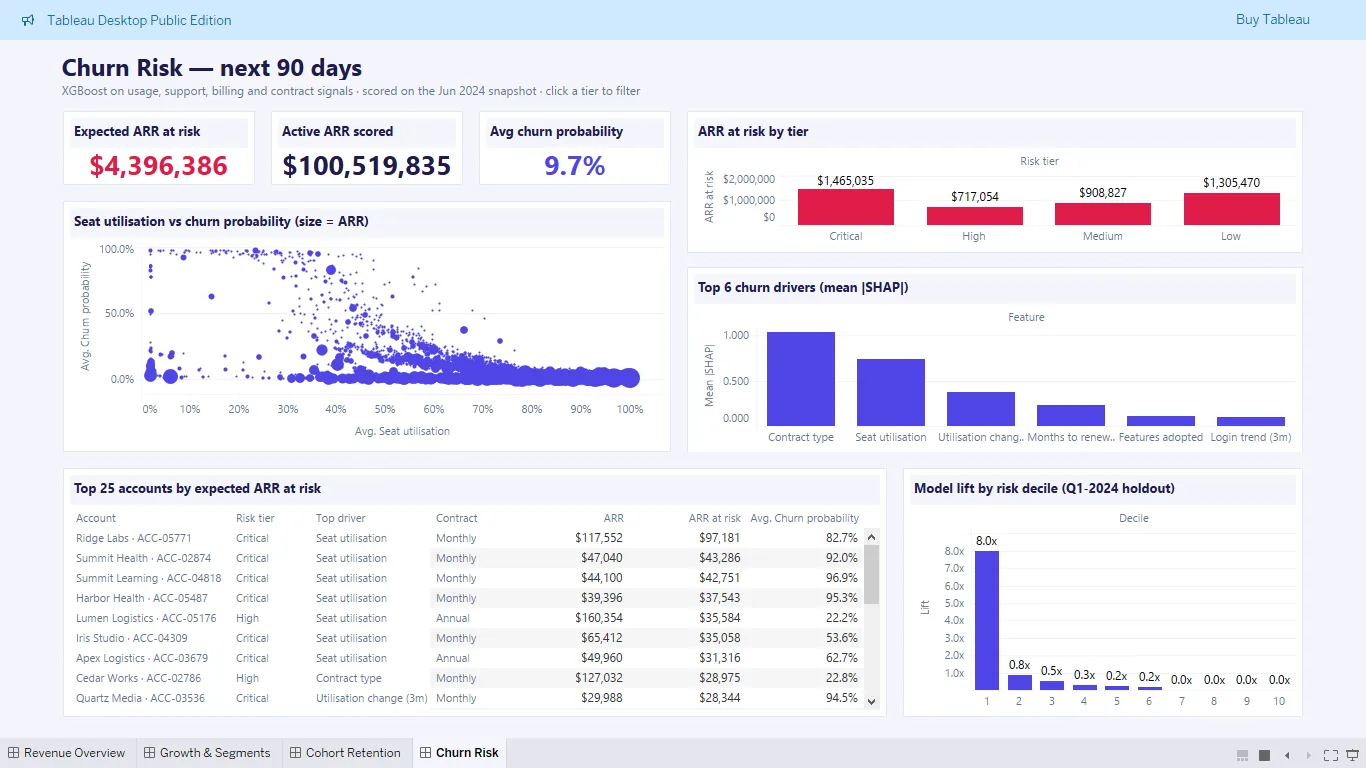 Tableau Desktop Public Edition
Buy Tableau
Churn Risk — next 90 days
XGBoost on usage, support, billing and contract signals · scored on the Jun 2024 snapshot · click a tier to filter
Expected ARR at risk
$4,396,386
Active ARR scored
$100,519,835
Avg churn probability
9.7%
ARR at risk by tier
Risk tier
ARR at risk
$2,000,000
$1,000,000
$0
$1,465,035
$717,054
$908,827
$1,305,470
Critical
High
Medium
Low
Seat utilisation vs churn probability (size = ARR)
Avg. Churn probability
100.0%
50.0%
0.0%
0%
10%
20%
30%
40%
50%
60%
70%
80%
90%
100%
Avg. Seat utilisation
Top 6 churn drivers (mean |SHAP|)
Feature
Mean |SHAP|
1.000
0.500
0.000
Contract type
Seat utilisation
Utilisation chang..
Months to renew..
Features adopted
Login trend (3m)
Top 25 accounts by expected ARR at risk
Account Risk tier Top driver Contract ARR ARR at risk Avg. Churn probability
Ridge Labs · ACC-05771 Critical Seat utilisation Monthly $117,552 $97,181 82.7%
Summit Health · ACC-02874 Critical Seat utilisation Monthly $47,040 $43,286 92.0%
Summit Learning · ACC-04818 Critical Seat utilisation Monthly $44,100 $42,751 96.9%
Harbor Health · ACC-05487 Critical Seat utilisation Monthly $39,396 $37,543 95.3%
Lumen Logistics · ACC-05176 High Seat utilisation Annual $160,354 $35,584 22.2%
Iris Studio · ACC-04309 Critical Seat utilisation Monthly $65,412 $35,058 53.6%
Apex Logistics · ACC-03679 Critical Seat utilisation Annual $49,960 $31,316 62.7%
Cedar Works · ACC-02786 High Contract type Monthly $127,032 $28,975 22.8%
Quartz Media · ACC-03536 Critical Utilisation change (3m) Monthly $29,988 $28,344 94.5%
Model lift by risk decile (Q1-2024 holdout)
Decile
Lift
8.0x
7.0x
6.0x
5.0x
4.0x
3.0x
2.0x
1.0x
8.0x
0.8x
0.5x
0.3x
0.2x
0.2x
0.0x
0.0x
0.0x
0.0x
1
2
3
4
5
6
7
8
9
10
Revenue Overview
Growth & Segments
Cohort Retention
Churn Risk